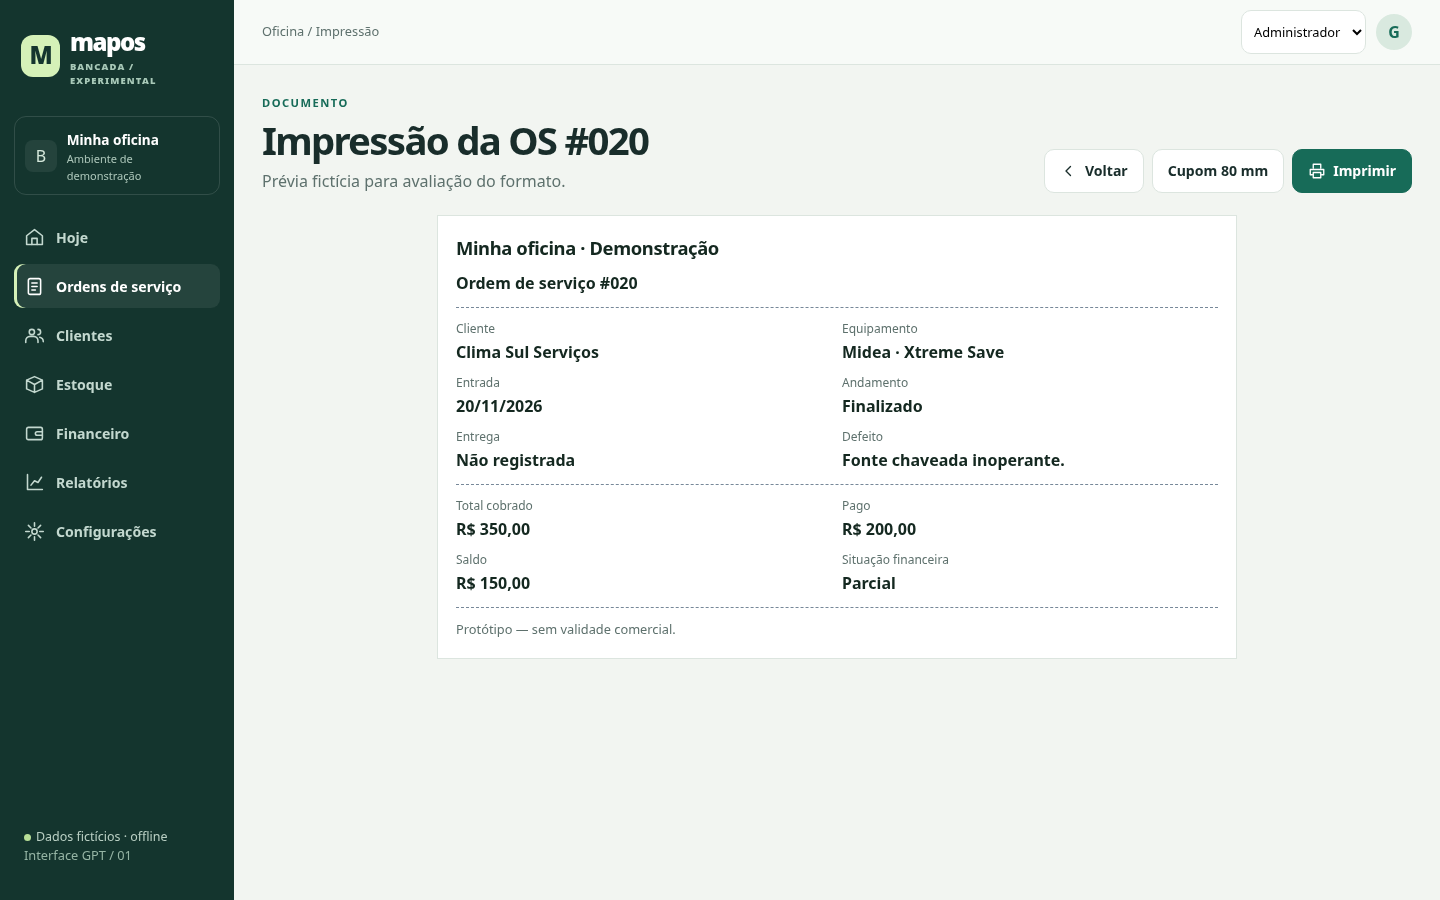 M
mapos
BANCADA /
EXPERIMENTAL
B
Minha oficina
Ambiente de
demonstração
Hoje
Ordens de serviço
Clientes
Estoque
Financeiro
Relatórios
Configurações
Dados fictícios · offline
Interface GPT / 01
Oficina / Impressão
Administrador
G
DOCUMENTO
Impressão da OS #020
Prévia fictícia para avaliação do formato.
Voltar
Cupom 80 mm
Imprimir
Minha oficina · Demonstração
Ordem de serviço #020
Cliente
Clima Sul Serviços
Equipamento
Midea · Xtreme Save
Entrada
20/11/2026
Andamento
Finalizado
Entrega
Não registrada
Defeito
Fonte chaveada inoperante.
Total cobrado
R$ 350,00
Pago
R$ 200,00
Saldo
R$ 150,00
Situação financeira
Parcial
Protótipo — sem validade comercial.